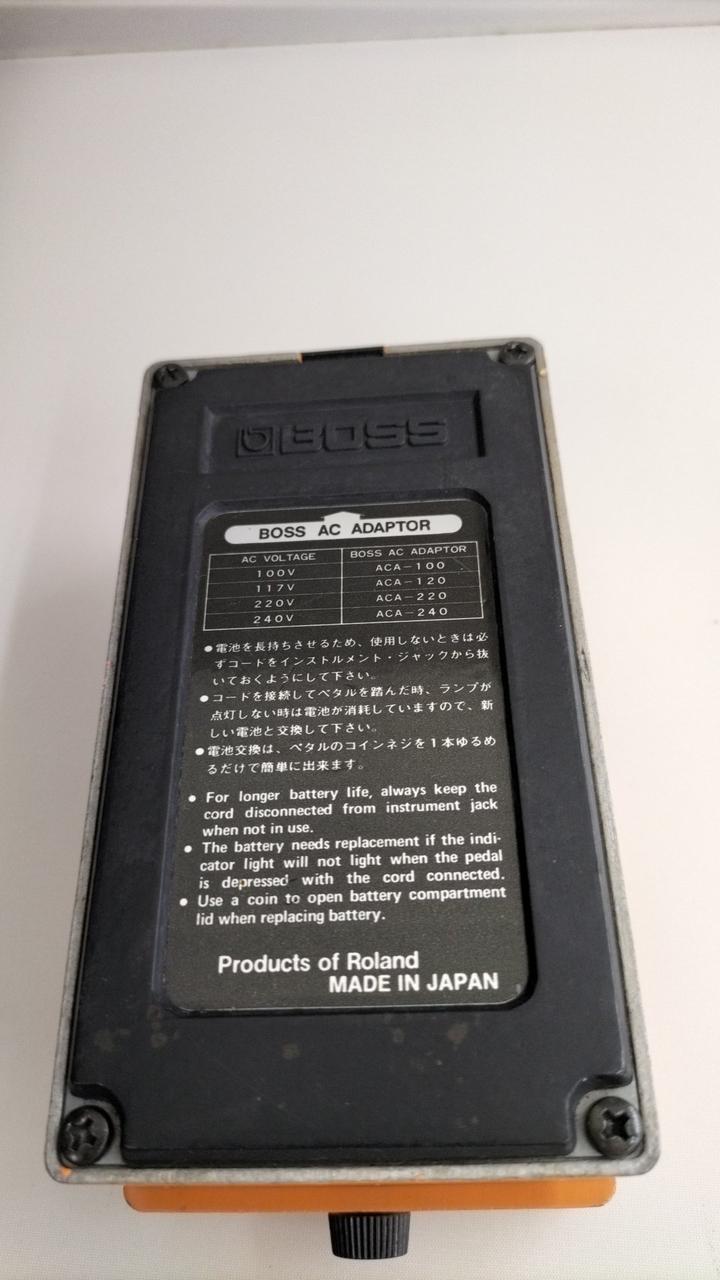 BOSS
BOSS AC ADAPTOR
AC VOLTAGE BOSS AC ADAPTOR
100V ACA-100
117V ACA-120
220V ACA-220
240V ACA-240
●電池を長持ちさせるため、使用しないときは必
ずコードをインストルメント・ジャックから抜
いておくようにして下さい。
●コードを接続してペタルを踏んだ時、ランプが
点灯しない時は電池が消耗していますので、新
しい電池と交換して下さい。
●電池交換は、ペタルのコインネジを1本ゆるめ
るだけで簡単に出来ます。
● For longer battery life, always keep the
cord disconnected from instrument jack
when not in use.
● The battery needs replacement if the indi-
cator light will not light when the pedal
is depressed with the cord connected.
● Use a coin to open battery compartment
lid when replacing battery.
Products of Roland
MADE IN JAPAN